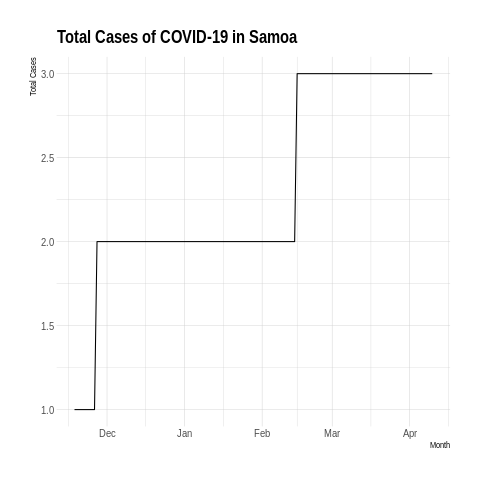 Total Cases of COVID-19 in Samoa
Total Cases
3.0
2.5
2.0
1.5
1.0
Dec Jan Feb Mar Apr
Month